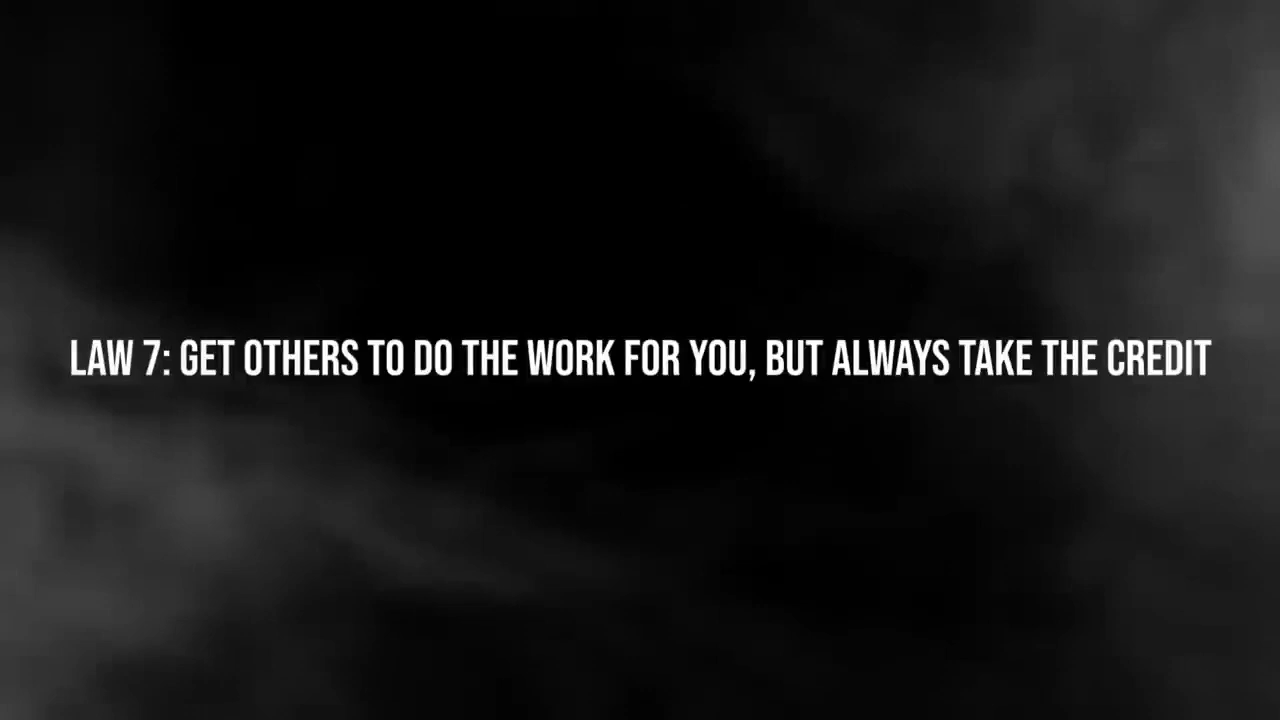 LAW 7: GET OTHERS TO DO THE WORK FOR YOU, BUT ALWAYS TAKE THE CREDIT